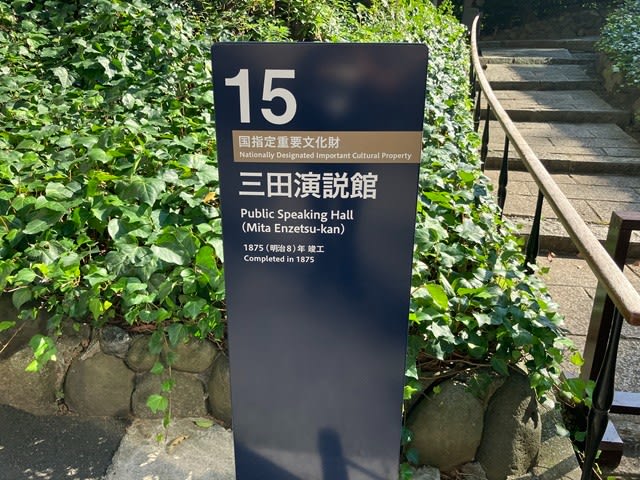 15
国指定重要文化財
Nationally Designated Important Cultural Property
三田演説館
Public Speaking Hall
(Mita Enzetsu-kan)
1875（明治8）年 竣工
Completed in 1875